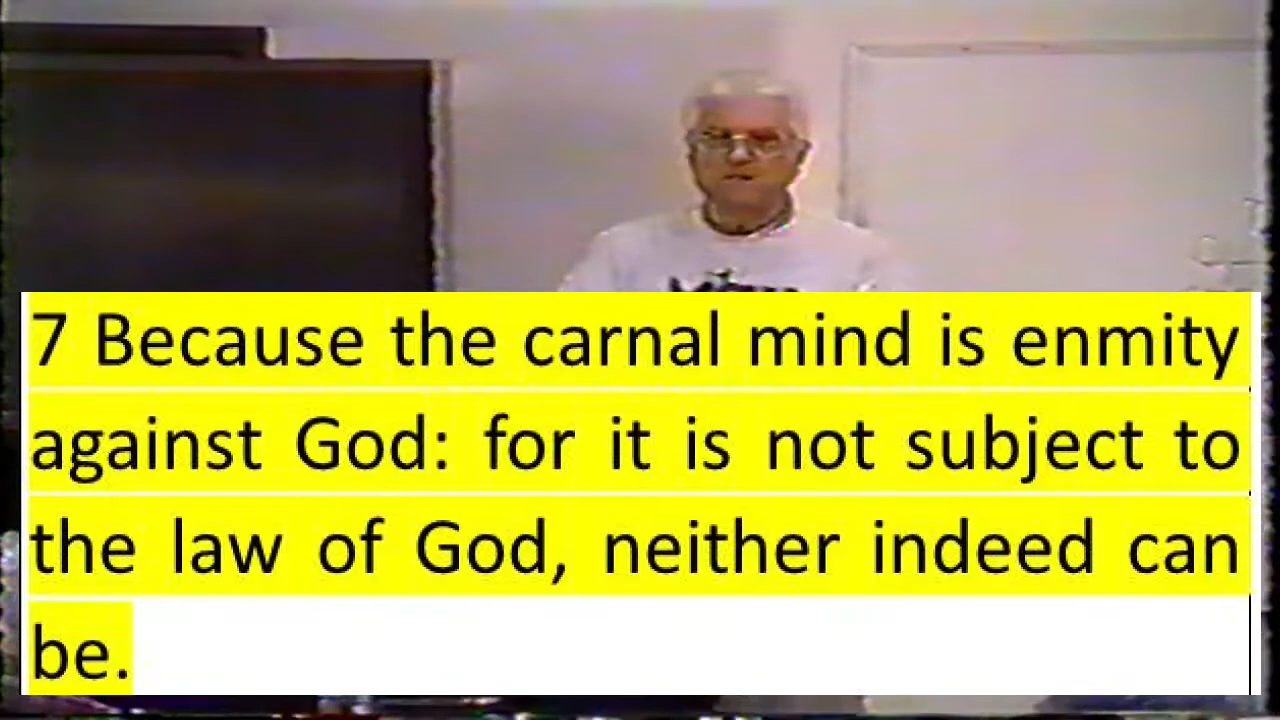 7 Because the carnal mind is enmity
against God: for it is not subject to
the law of God, neither indeed can
be.